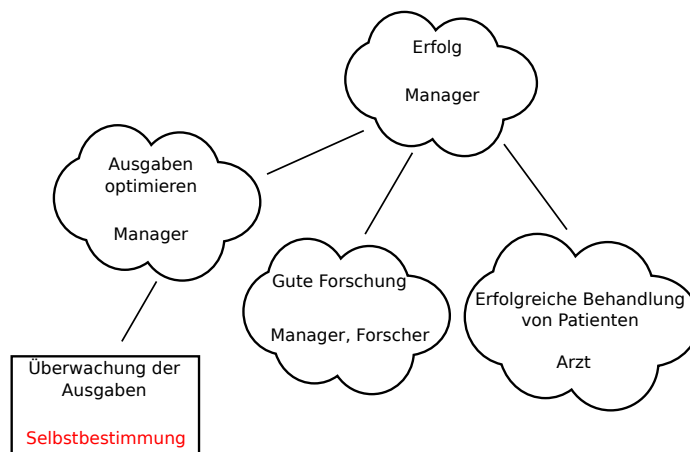 Erfolg
Manager
Ausgaben
optimieren
Manager
Gute Forschung
Manager, Forscher
Erfolgreiche Behandlung
von Patienten
Arzt
Überwachung der
Ausgaben
Selbstbestimmung